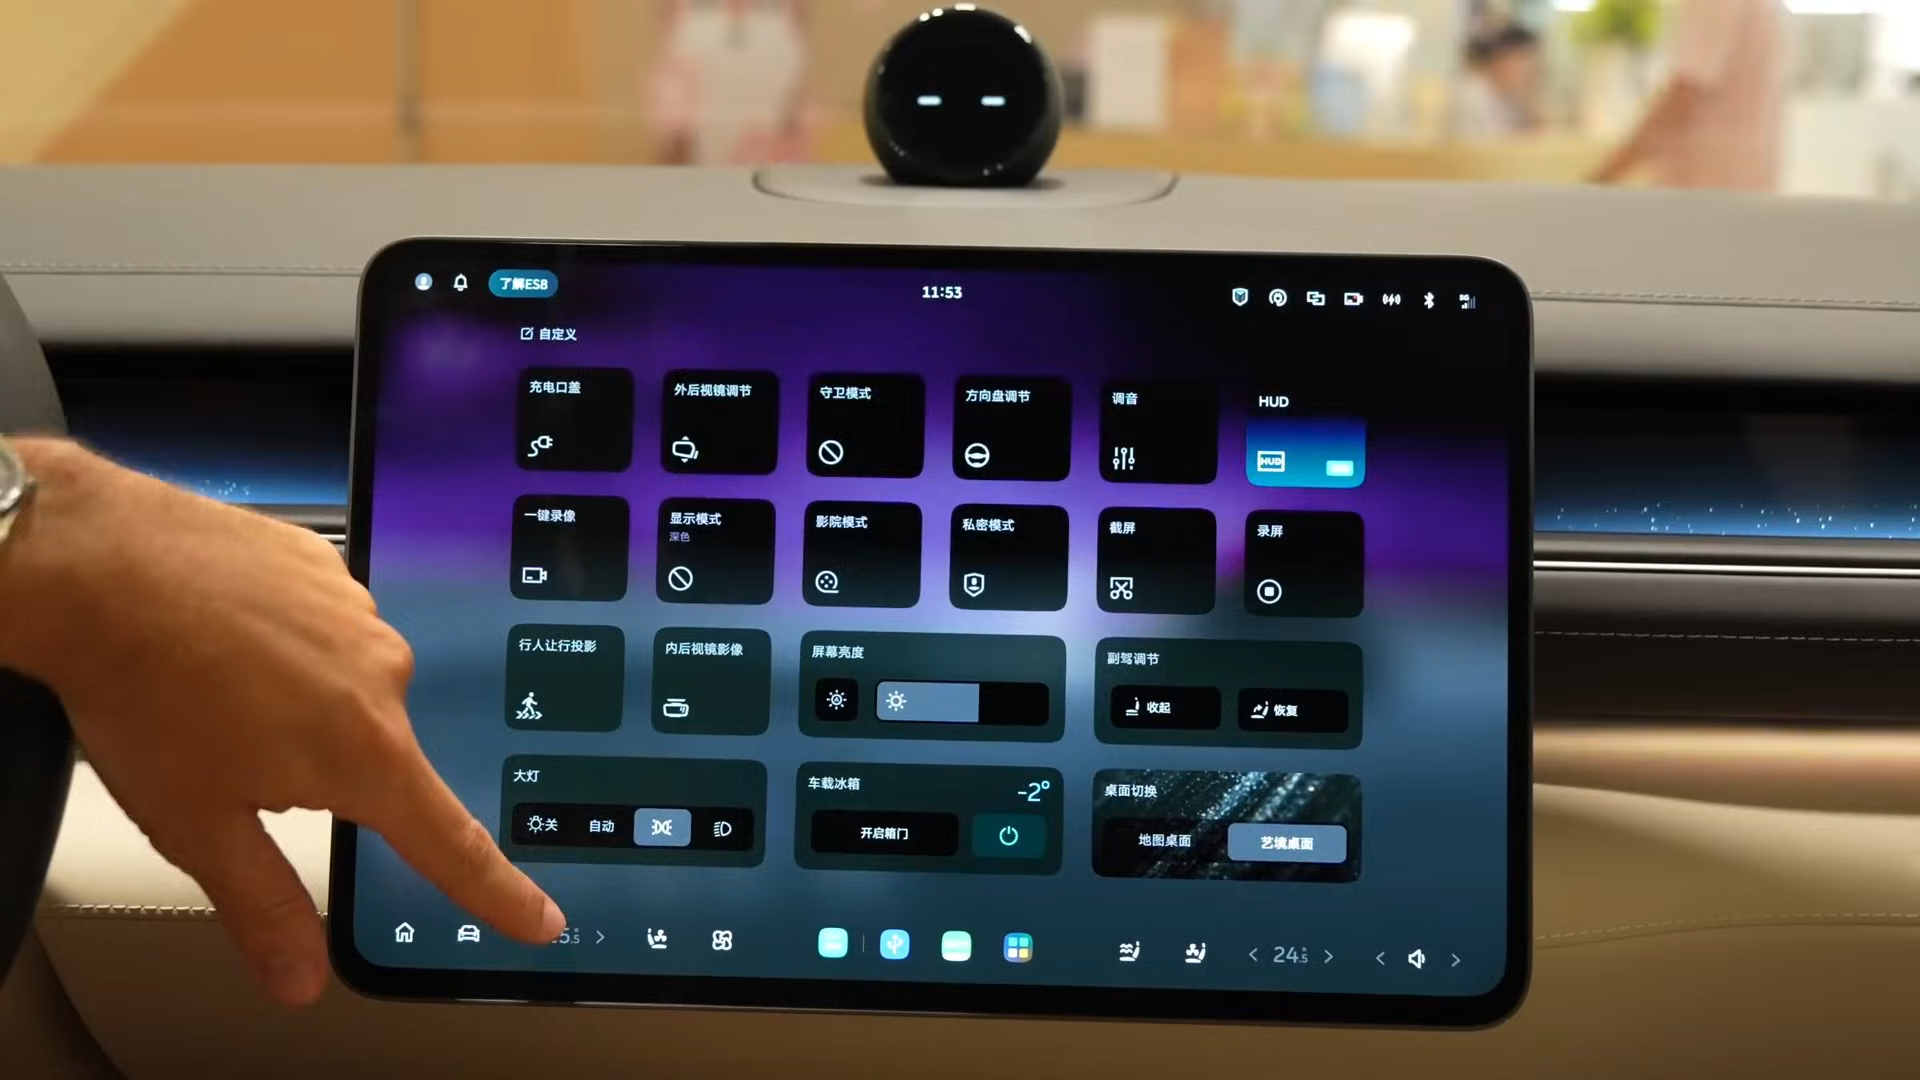 了解ES8
11:53
5G
自定义
充电口盖
外后视镜调节
守卫模式
方向盘调节
调音
HUD
HUD
一键录像
显示模式
深色
影院模式
私密模式
截屏
录屏
行人让行投影
内后视镜影像
屏幕亮度
副驾调节
收起
恢复
大灯
关
自动
车载冰箱
-2°
开启箱门
桌面切换
地图桌面
艺境桌面
5.5
24.5